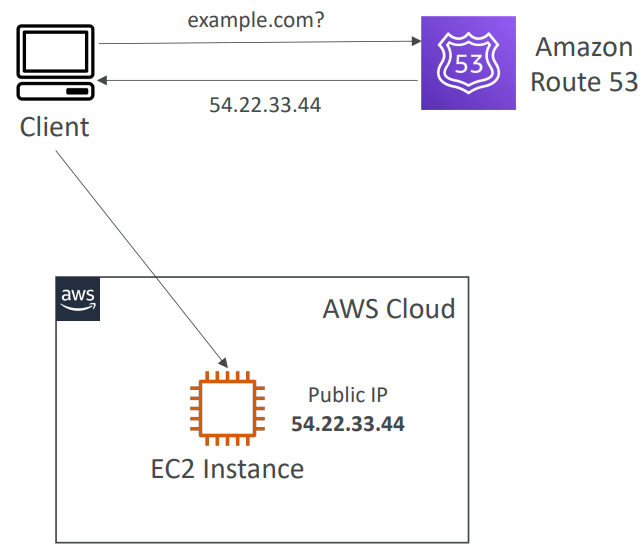 example.com?
53
Amazon
Route 53
54.22.33.44
Client
aws
AWS Cloud
Public IP
54.22.33.44
EC2 Instance